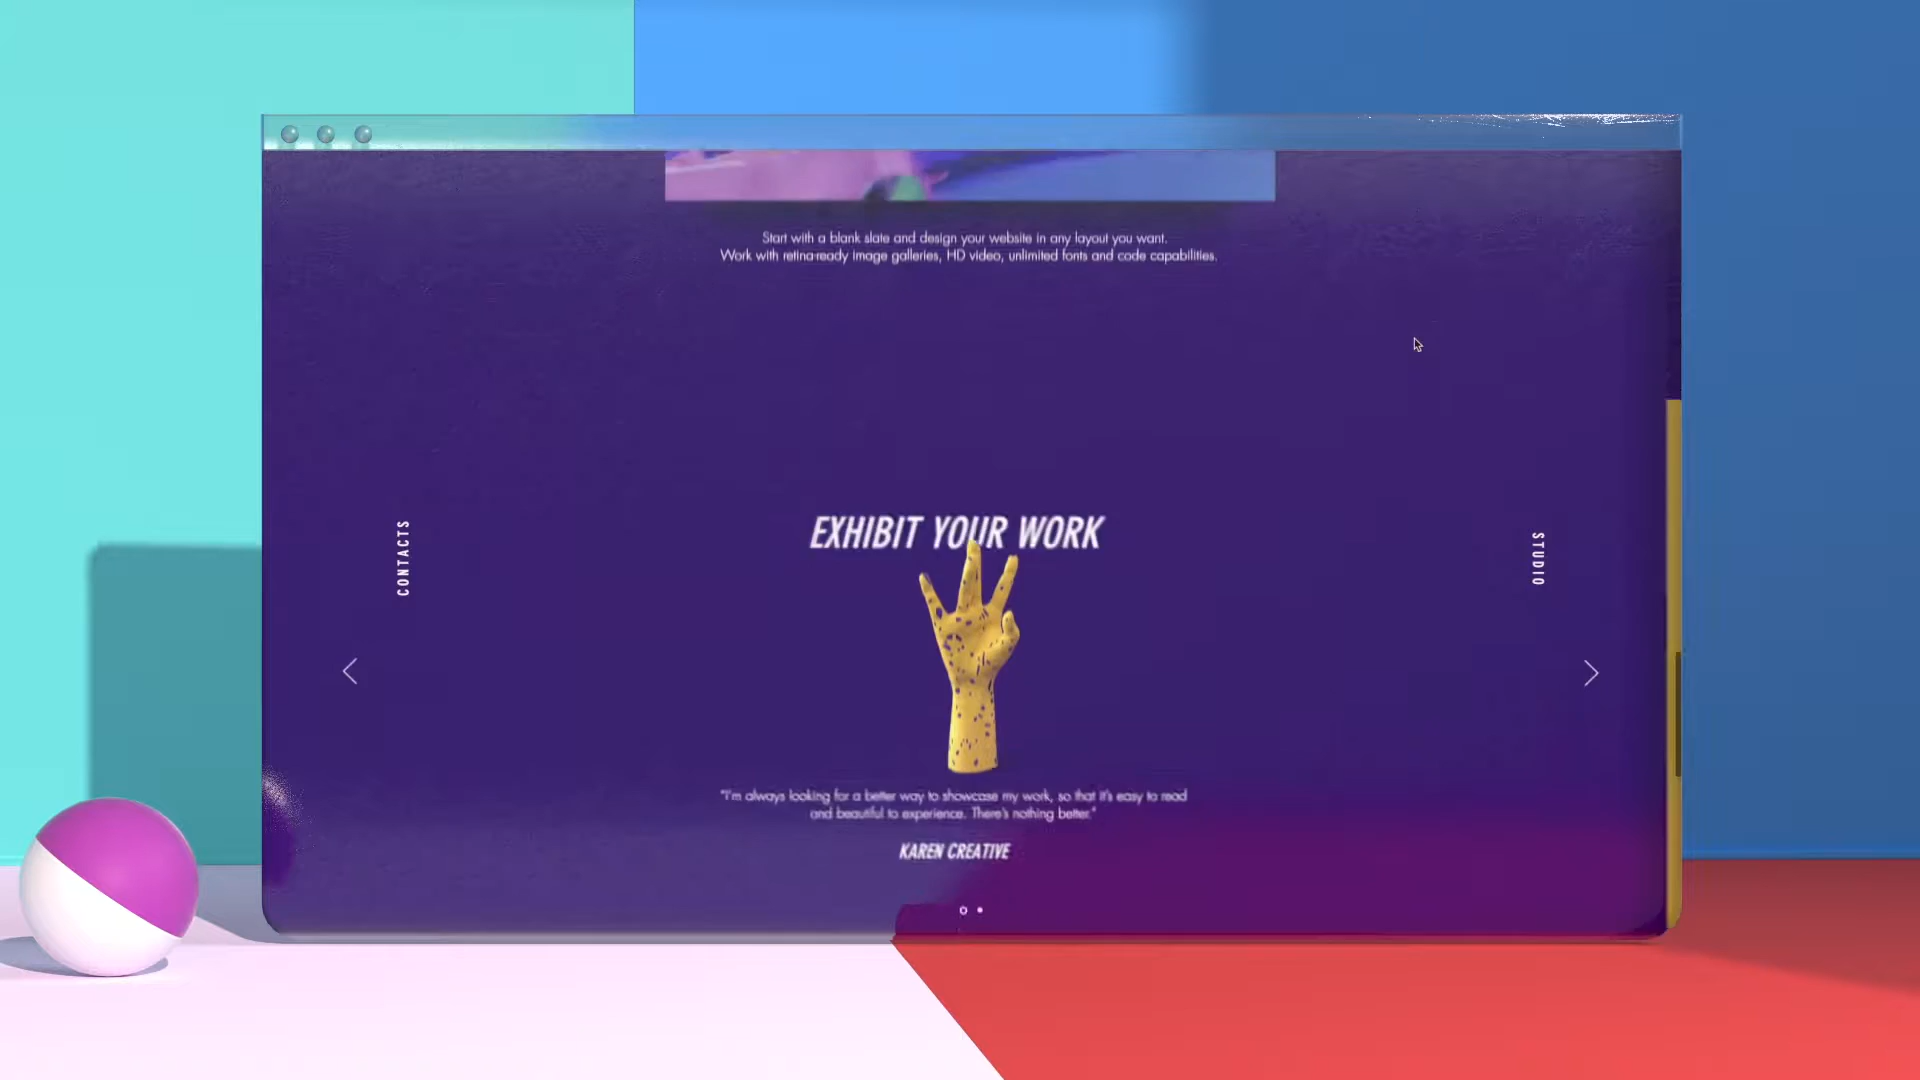 Start with a blank slate and design your website in any layout you want.
Work with retina-ready image galleries, HD video, unlimited fonts and code capabilities.
EXHIBIT YOUR WORK
CONTACTS
STUDIO
"I'm always looking for a better way to showcase my work, so that it's easy to read
and beautiful to experience. There's nothing better."
KAREN CREATIVE